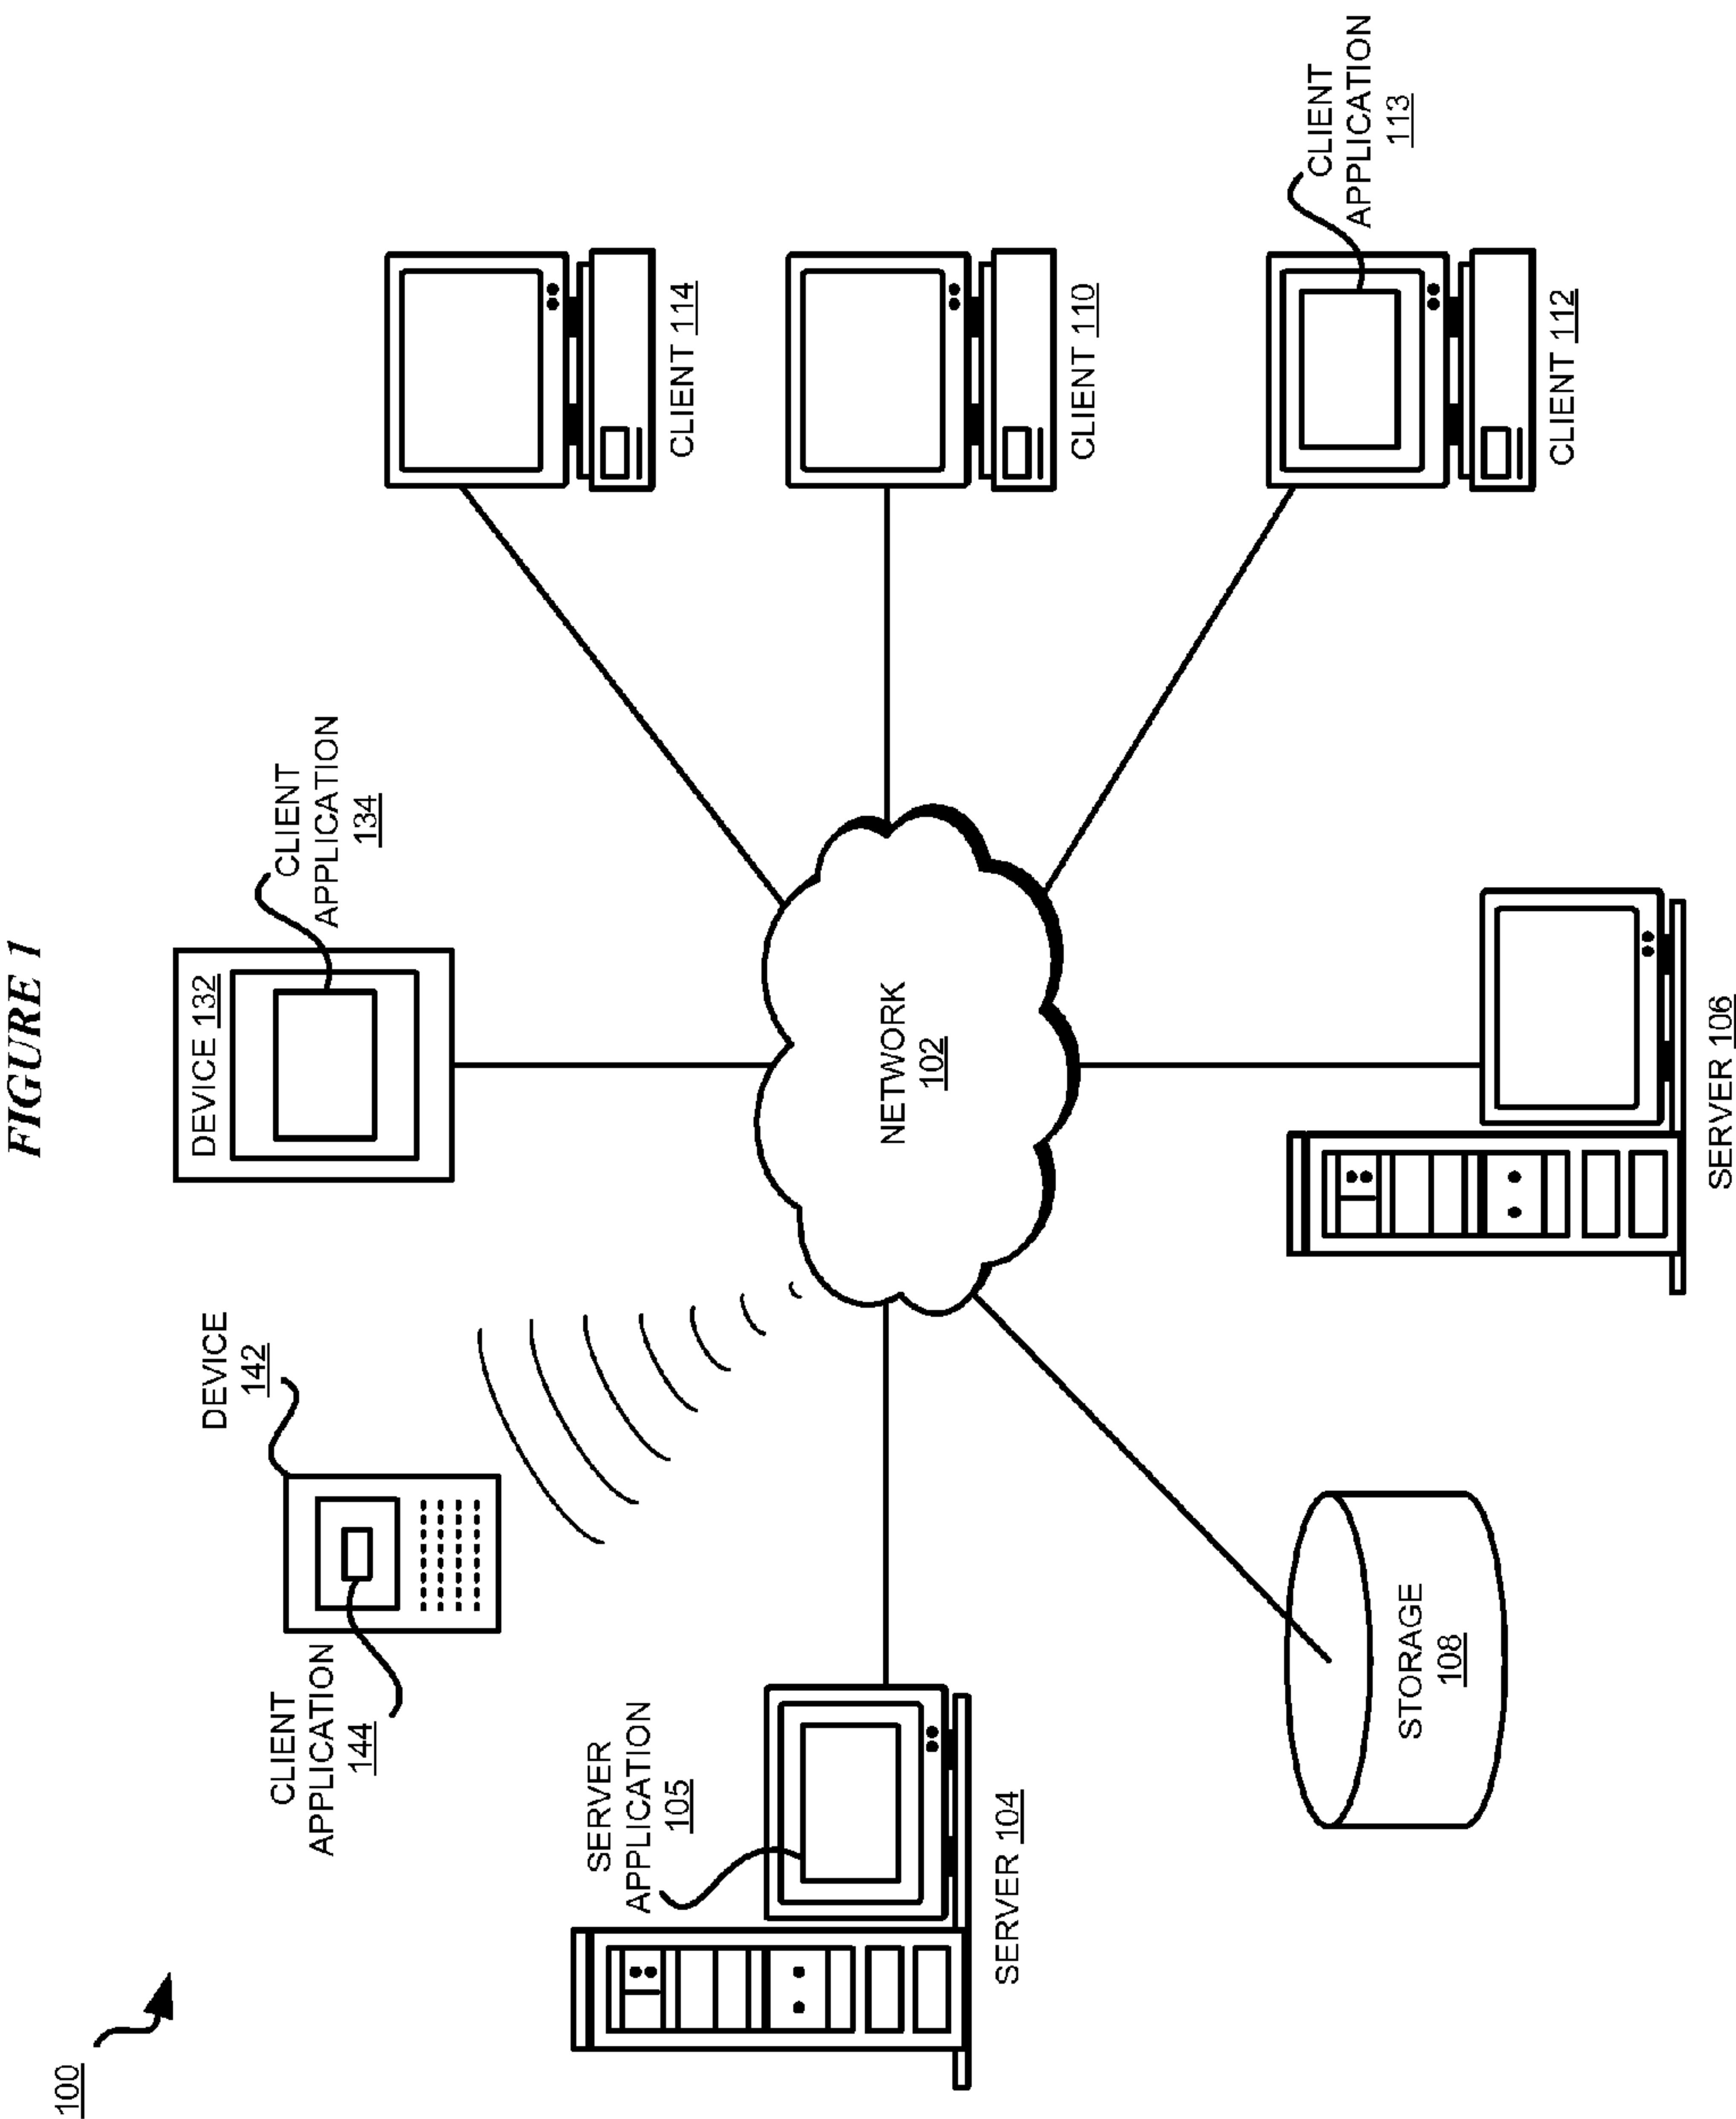 FIGURE 1
100
DEVICE
142
CLIENT
APPLICATION
144
DEVICE 132
CLIENT
APPLICATION
134
SERVER
APPLICATION
105
SERVER 104
NETWORK
102
CLIENT 114
CLIENT 110
CLIENT
APPLICATION
113
CLIENT 112
STORAGE
108
SERVER 106